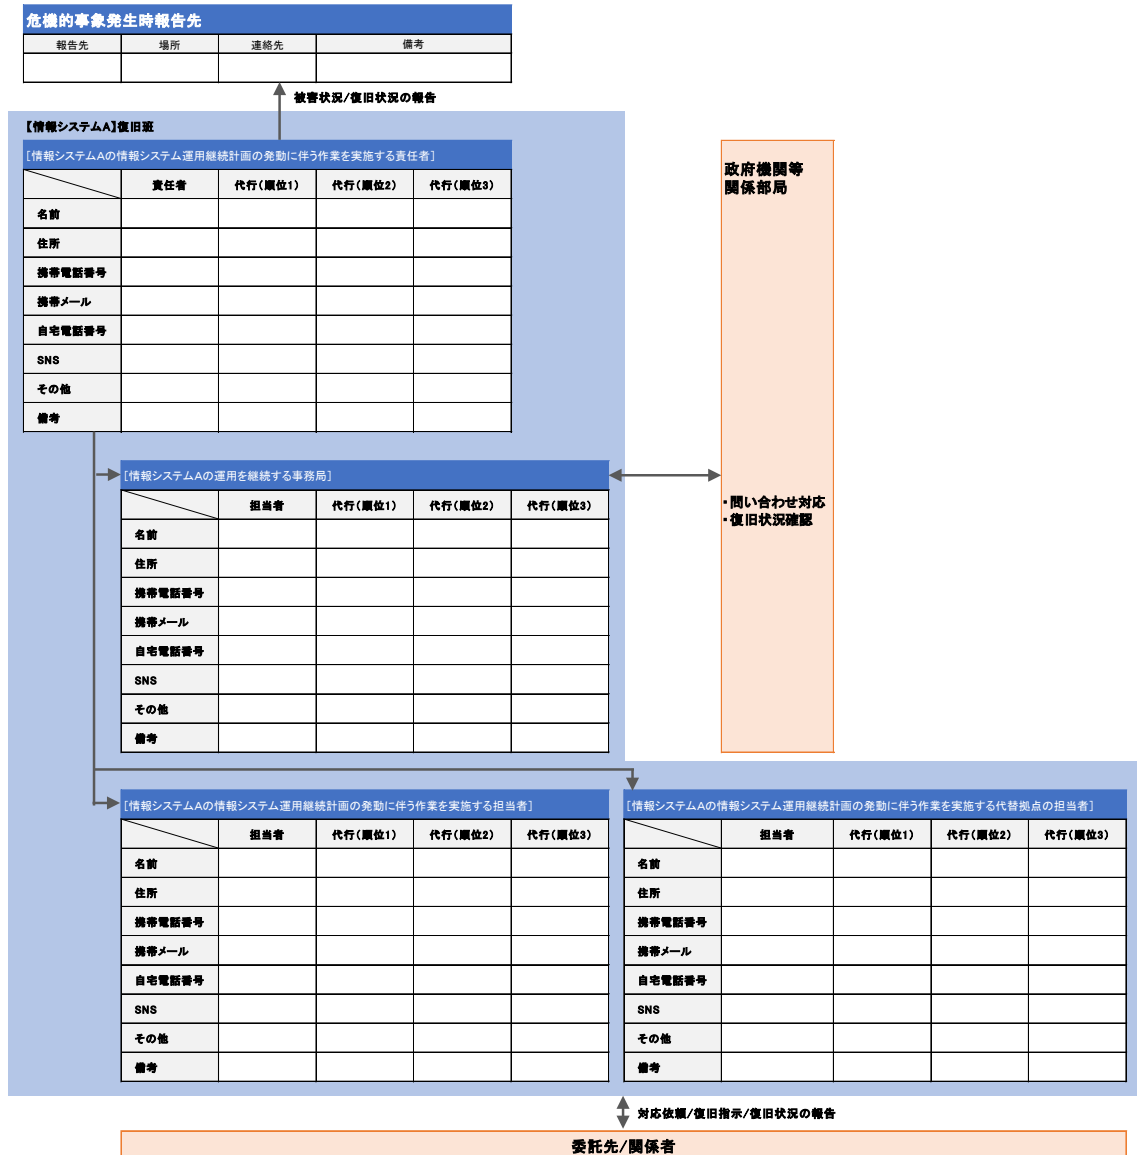 危機的事象発生時報告先
報告先 場所 連絡先 備考
被害状況/復旧状況の報告
【情報システムA】復旧班
[情報システムAの情報システム運用継続計画の発動に伴う作業を実施する責任者]
責任者 代行(順位1) 代行(順位2) 代行(順位3)
名前
住所
携帯電話番号
携帯メール
自宅電話番号
SNS
その他
備考
政府機関等
関係部局
・問い合わせ対応
・復旧状況確認
[情報システムAの運用を継続する事務局]
担当者 代行(順位1) 代行(順位2) 代行(順位3)
名前
住所
携帯電話番号
携帯メール
自宅電話番号
SNS
その他
備考
[情報システムAの情報システム運用継続計画の発動に伴う作業を実施する担当者]
担当者 代行(順位1) 代行(順位2) 代行(順位3)
名前
住所
携帯電話番号
携帯メール
自宅電話番号
SNS
その他
備考
[情報システムAの情報システム運用継続計画の発動に伴う作業を実施する代替拠点の担当者]
担当者 代行(順位1) 代行(順位2) 代行(順位3)
名前
住所
携帯電話番号
携帯メール
自宅電話番号
SNS
その他
備考
対応依頼/復旧指示/復旧状況の報告
委託先/関係者